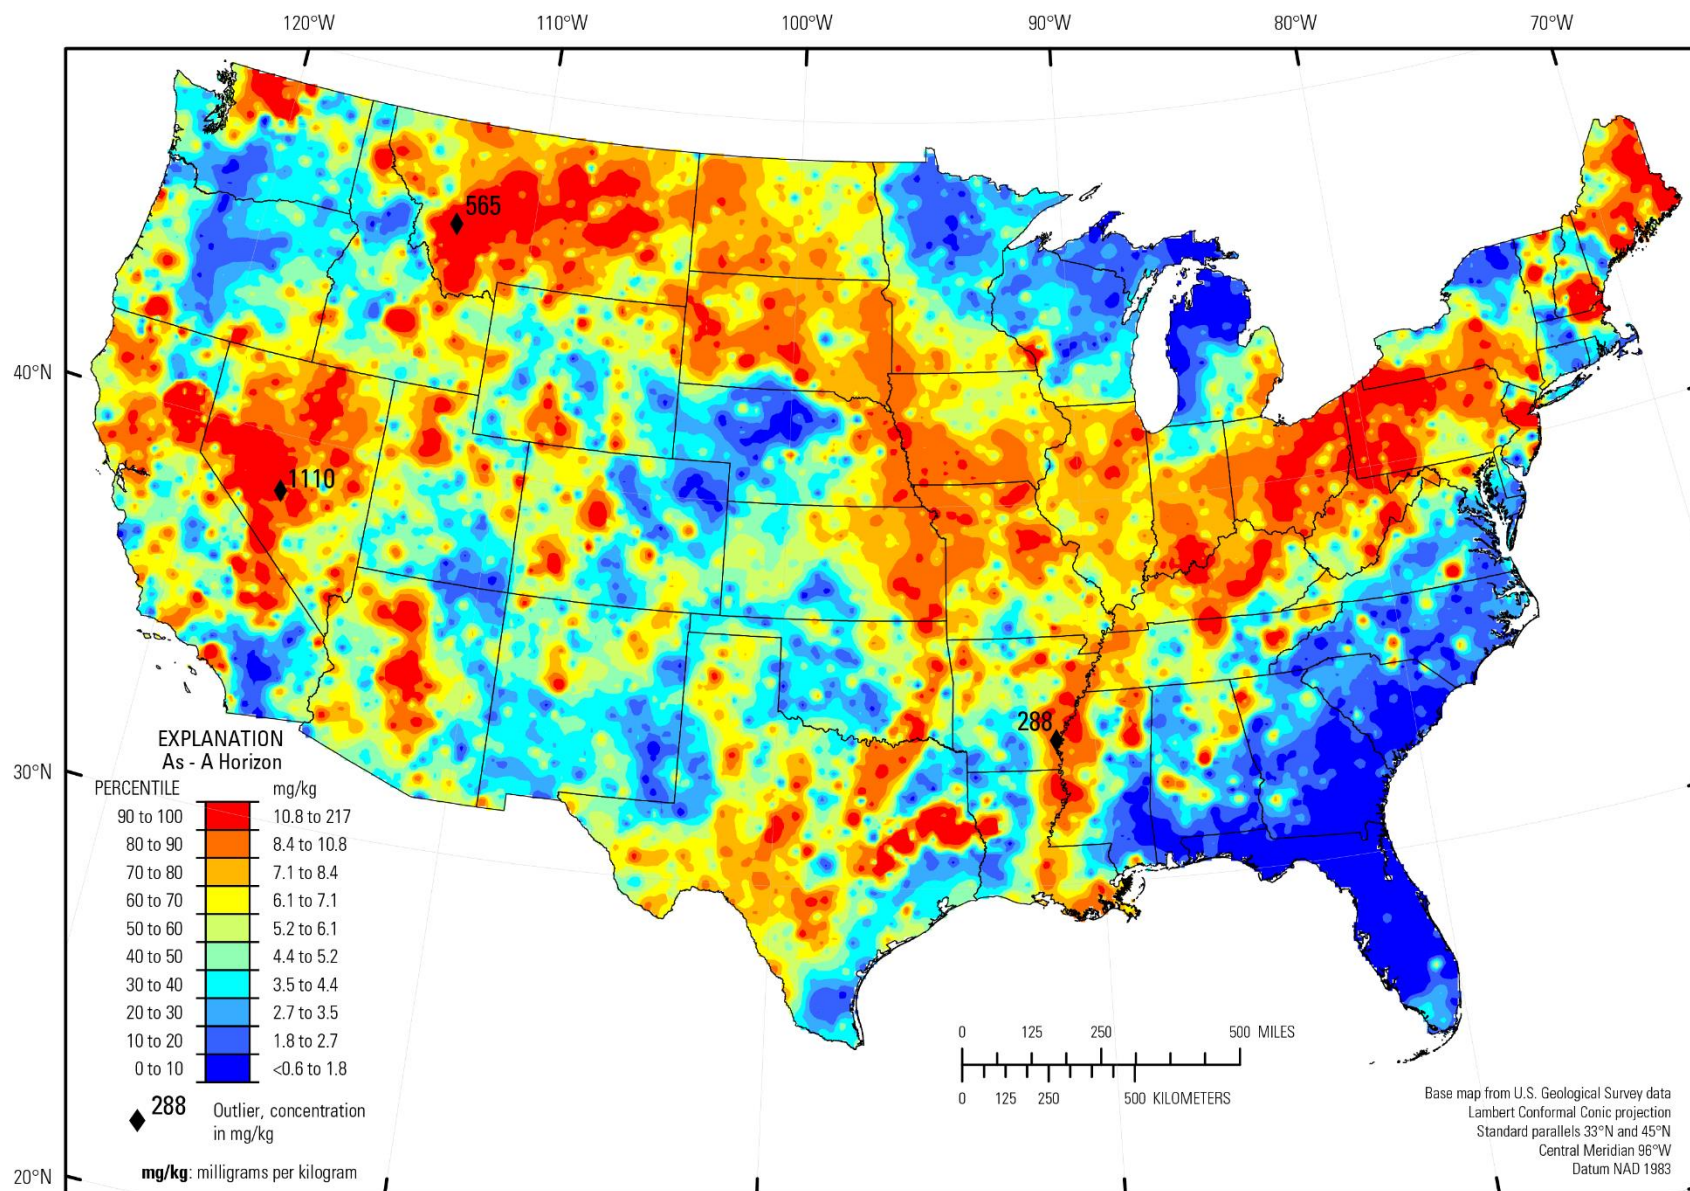 120°W 110°W 100°W 90°W 80°W 70°W
40°N
30°N
20°N
565
1110
288
EXPLANATION
As - A Horizon
PERCENTILE mg/kg
90 to 100 10.8 to 217
80 to 90 8.4 to 10.8
70 to 80 7.1 to 8.4
60 to 70 6.1 to 7.1
50 to 60 5.2 to 6.1
40 to 50 4.4 to 5.2
30 to 40 3.5 to 4.4
20 to 30 2.7 to 3.5
10 to 20 1.8 to 2.7
0 to 10 <0.6 to 1.8
288 Outlier, concentration
in mg/kg
mg/kg: milligrams per kilogram
0 125 250 500 MILES
0 125 250 500 KILOMETERS
Base map from U.S. Geological Survey data
Lambert Conformal Conic projection
Standard parallels 33°N and 45°N
Central Meridian 96°W
Datum NAD 1983